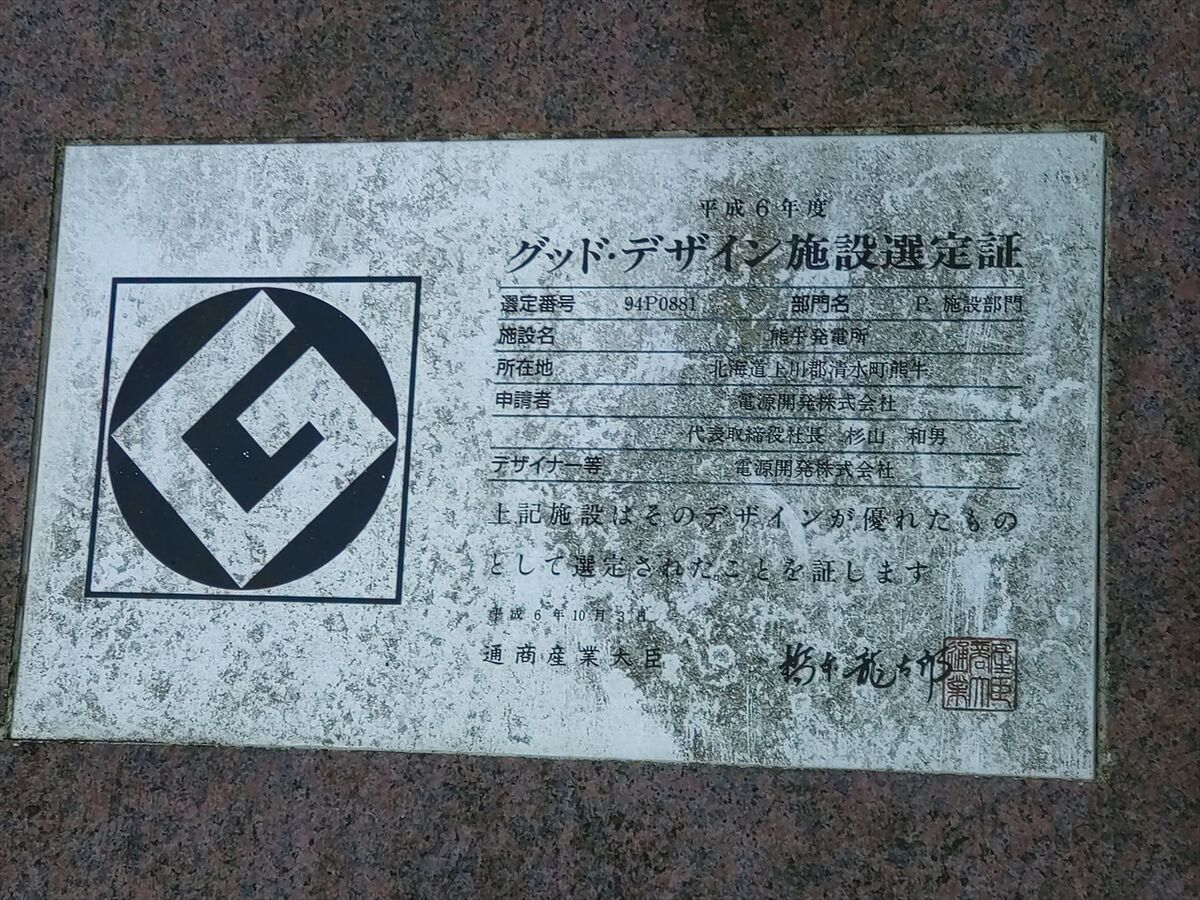 平成6年度
グッド・デザイン施設選定証
選定番号 94P0881 部門名 P. 施設部門
施設名 熊牛発電所
所在地 北海道上川郡清水町熊牛
申請者 電源開発株式会社
代表取締役社長 杉山 和男
デザイナー等 電源開発株式会社
上記施設はそのデザインが優れたもの
として選定されたことを証します
平成6年10月3日
通商産業大臣 橋本龍太郎